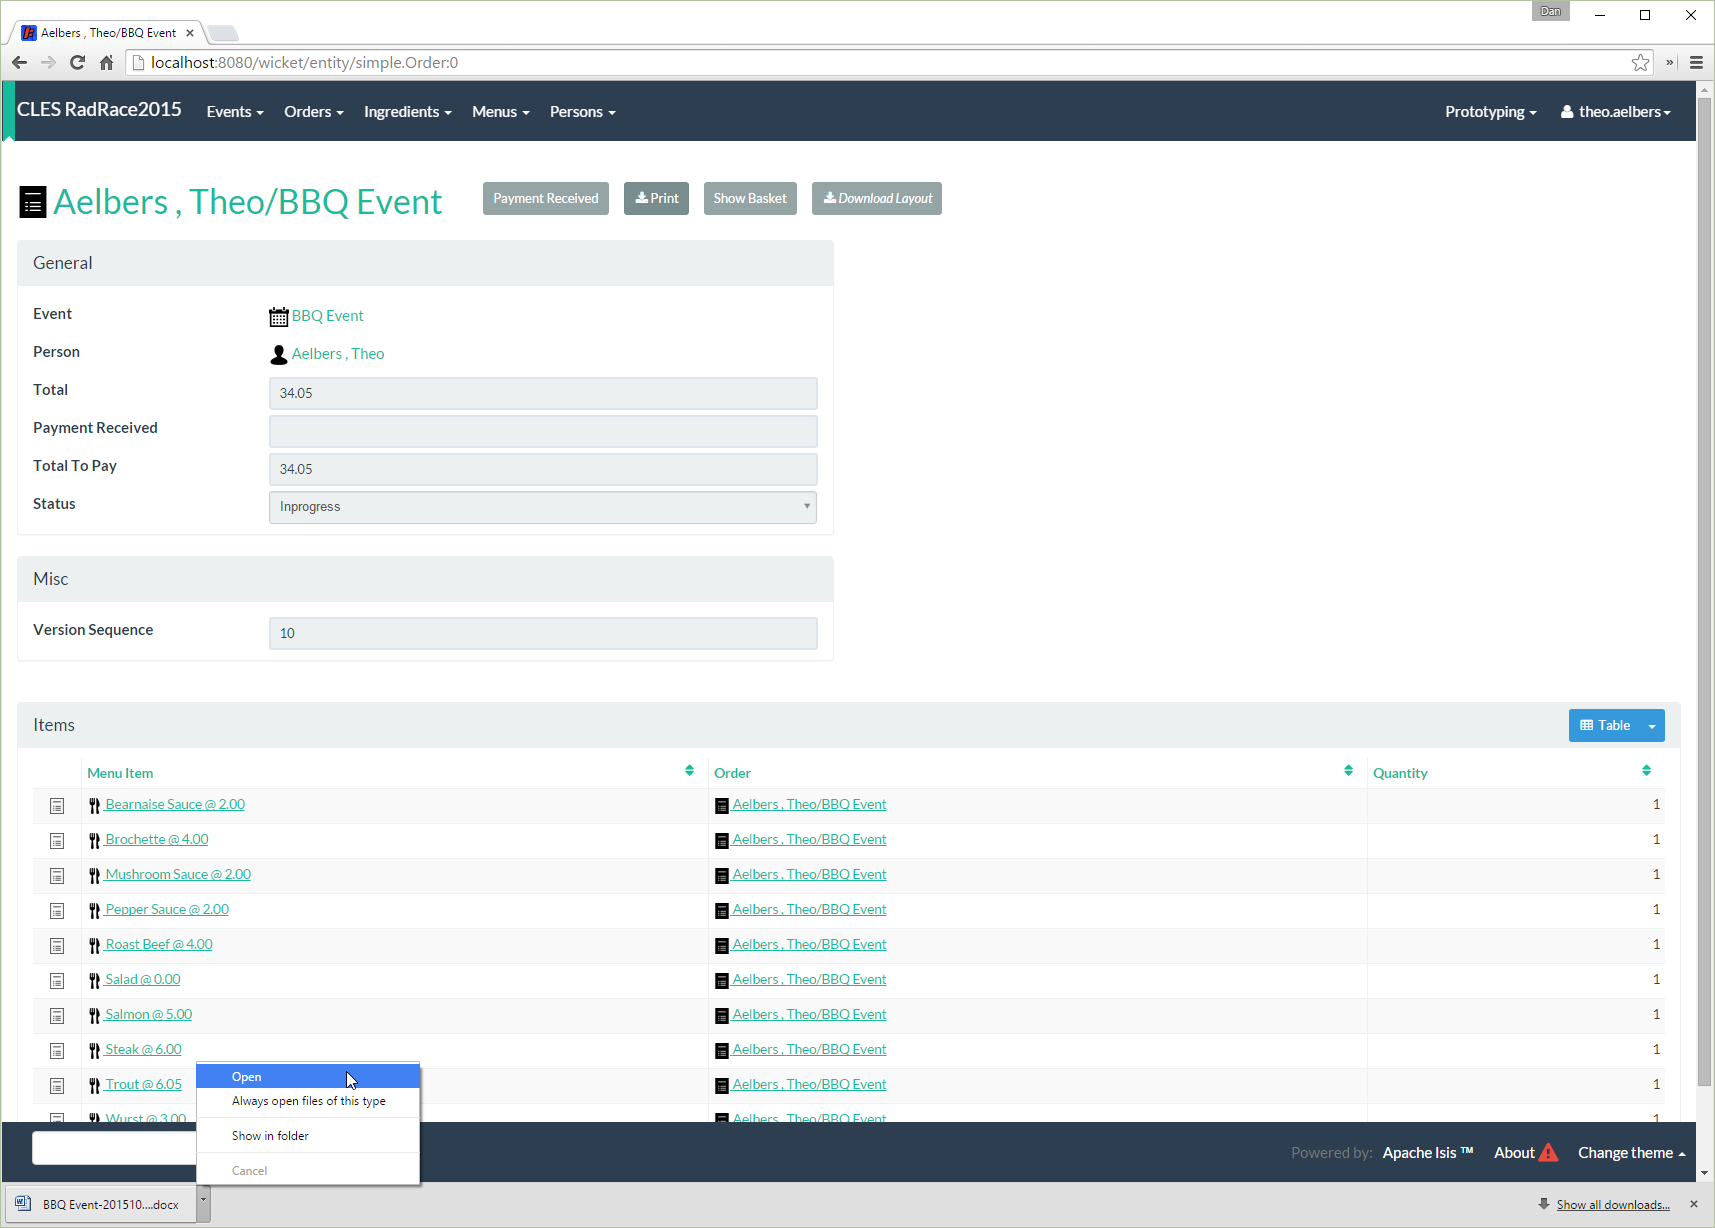 Dan
Aelbers , Theo/BBQ Event
localhost:8080/wicket/entity/simple.Order:0
CLES RadRace2015 Events Orders Ingredients Menus Persons Prototyping theo.aelbers
Aelbers , Theo/BBQ Event Payment Received Print Show Basket Download Layout
General
Event BBQ Event
Person Aelbers , Theo
Total 34.05
Payment Received
Total To Pay 34.05
Status Inprogress
Misc
Version Sequence 10
Items Table
Menu Item Order Quantity
Bearnaise Sauce @ 2.00 Aelbers , Theo/BBQ Event 1
Brochette @ 4.00 Aelbers , Theo/BBQ Event 1
Mushroom Sauce @ 2.00 Aelbers , Theo/BBQ Event 1
Pepper Sauce @ 2.00 Aelbers , Theo/BBQ Event 1
Roast Beef @ 4.00 Aelbers , Theo/BBQ Event 1
Salad @ 0.00 Aelbers , Theo/BBQ Event 1
Salmon @ 5.00 Aelbers , Theo/BBQ Event 1
Steak @ 6.00 Aelbers , Theo/BBQ Event 1
Trout @ 6.05 Aelbers , Theo/BBQ Event 1
Wurst @ 3.00 Aelbers , Theo/BBQ Event 1
Open
Always open files of this type
Show in folder
Cancel
Powered by: Apache Isis ™ About Change theme
BBQ Event-201510....docx Show all downloads...